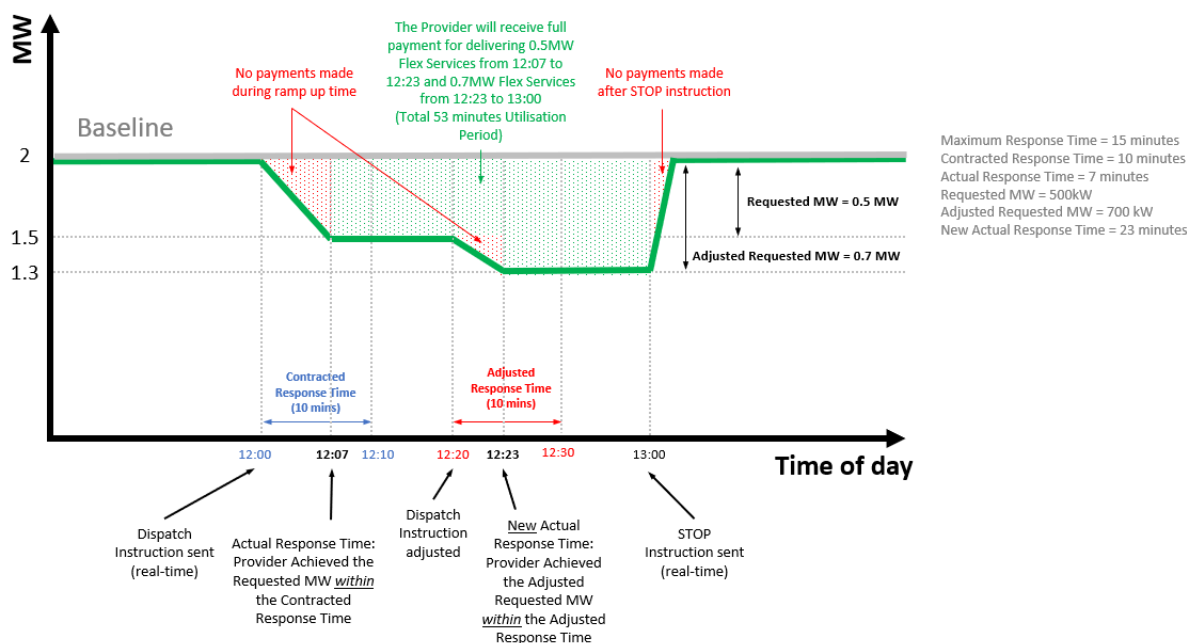 MW
The Provider will receive full
payment for delivering 0.5MW
Flex Services from 12:07 to
12:23 and 0.7MW Flex Services
from 12:23 to 13:00
(Total 53 minutes Utilisation
Period)
No payments made
during ramp up time
No payments made
after STOP instruction
Baseline
2
1.5
1.3
Requested MW = 0.5 MW
Adjusted Requested MW = 0.7 MW
Maximum Response Time = 15 minutes
Contracted Response Time = 10 minutes
Actual Response Time = 7 minutes
Requested MW = 500kW
Adjusted Requested MW = 700 kW
New Actual Response Time = 23 minutes
Contracted
Response Time
(10 mins)
Adjusted
Response Time
(10 mins)
12:00
12:07
12:10
12:20
12:23
12:30
13:00
Time of day
Dispatch
Instruction sent
(real-time)
Actual Response Time:
Provider Achieved the
Requested MW within
the Contracted
Response Time
Dispatch
Instruction
adjusted
New Actual
Response Time:
Provider Achieved
the Adjusted
Requested MW
within the Adjusted
Response Time
STOP
Instruction sent
(real-time)